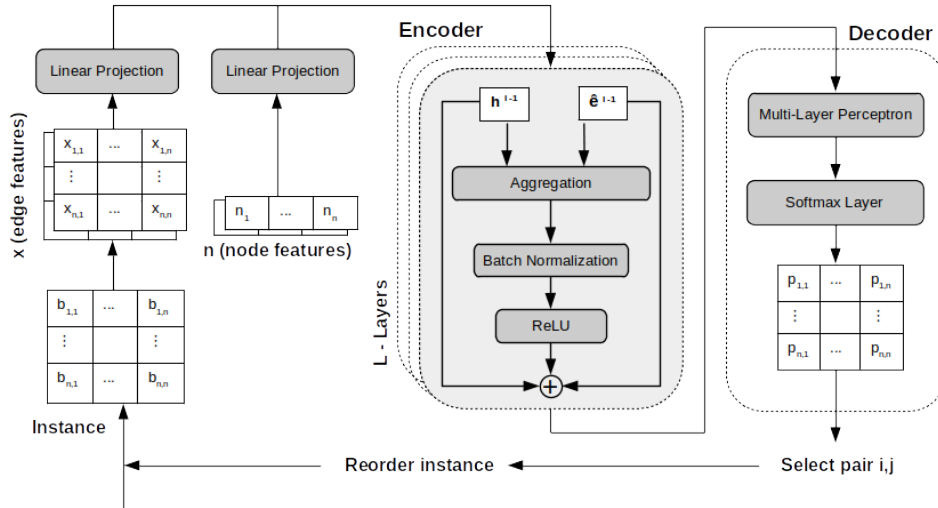 Encoder
Decoder
Linear Projection
Linear Projection
h l-1
ê l-1
Multi-Layer Perceptron
x (edge features)
x1,1 ... x1,n
⋮ ⋮
xn,1 ... xn,n
Aggregation
Softmax Layer
n1 ... nn
n (node features)
Batch Normalization
b1,1 ... b1,n
⋮ ⋮
bn,1 ... bn,n
p1,1 ... p1,n
⋮ ⋮
pn,1 ... pn,n
ReLU
L - Layers
+
Instance
Reorder instance
Select pair i,j